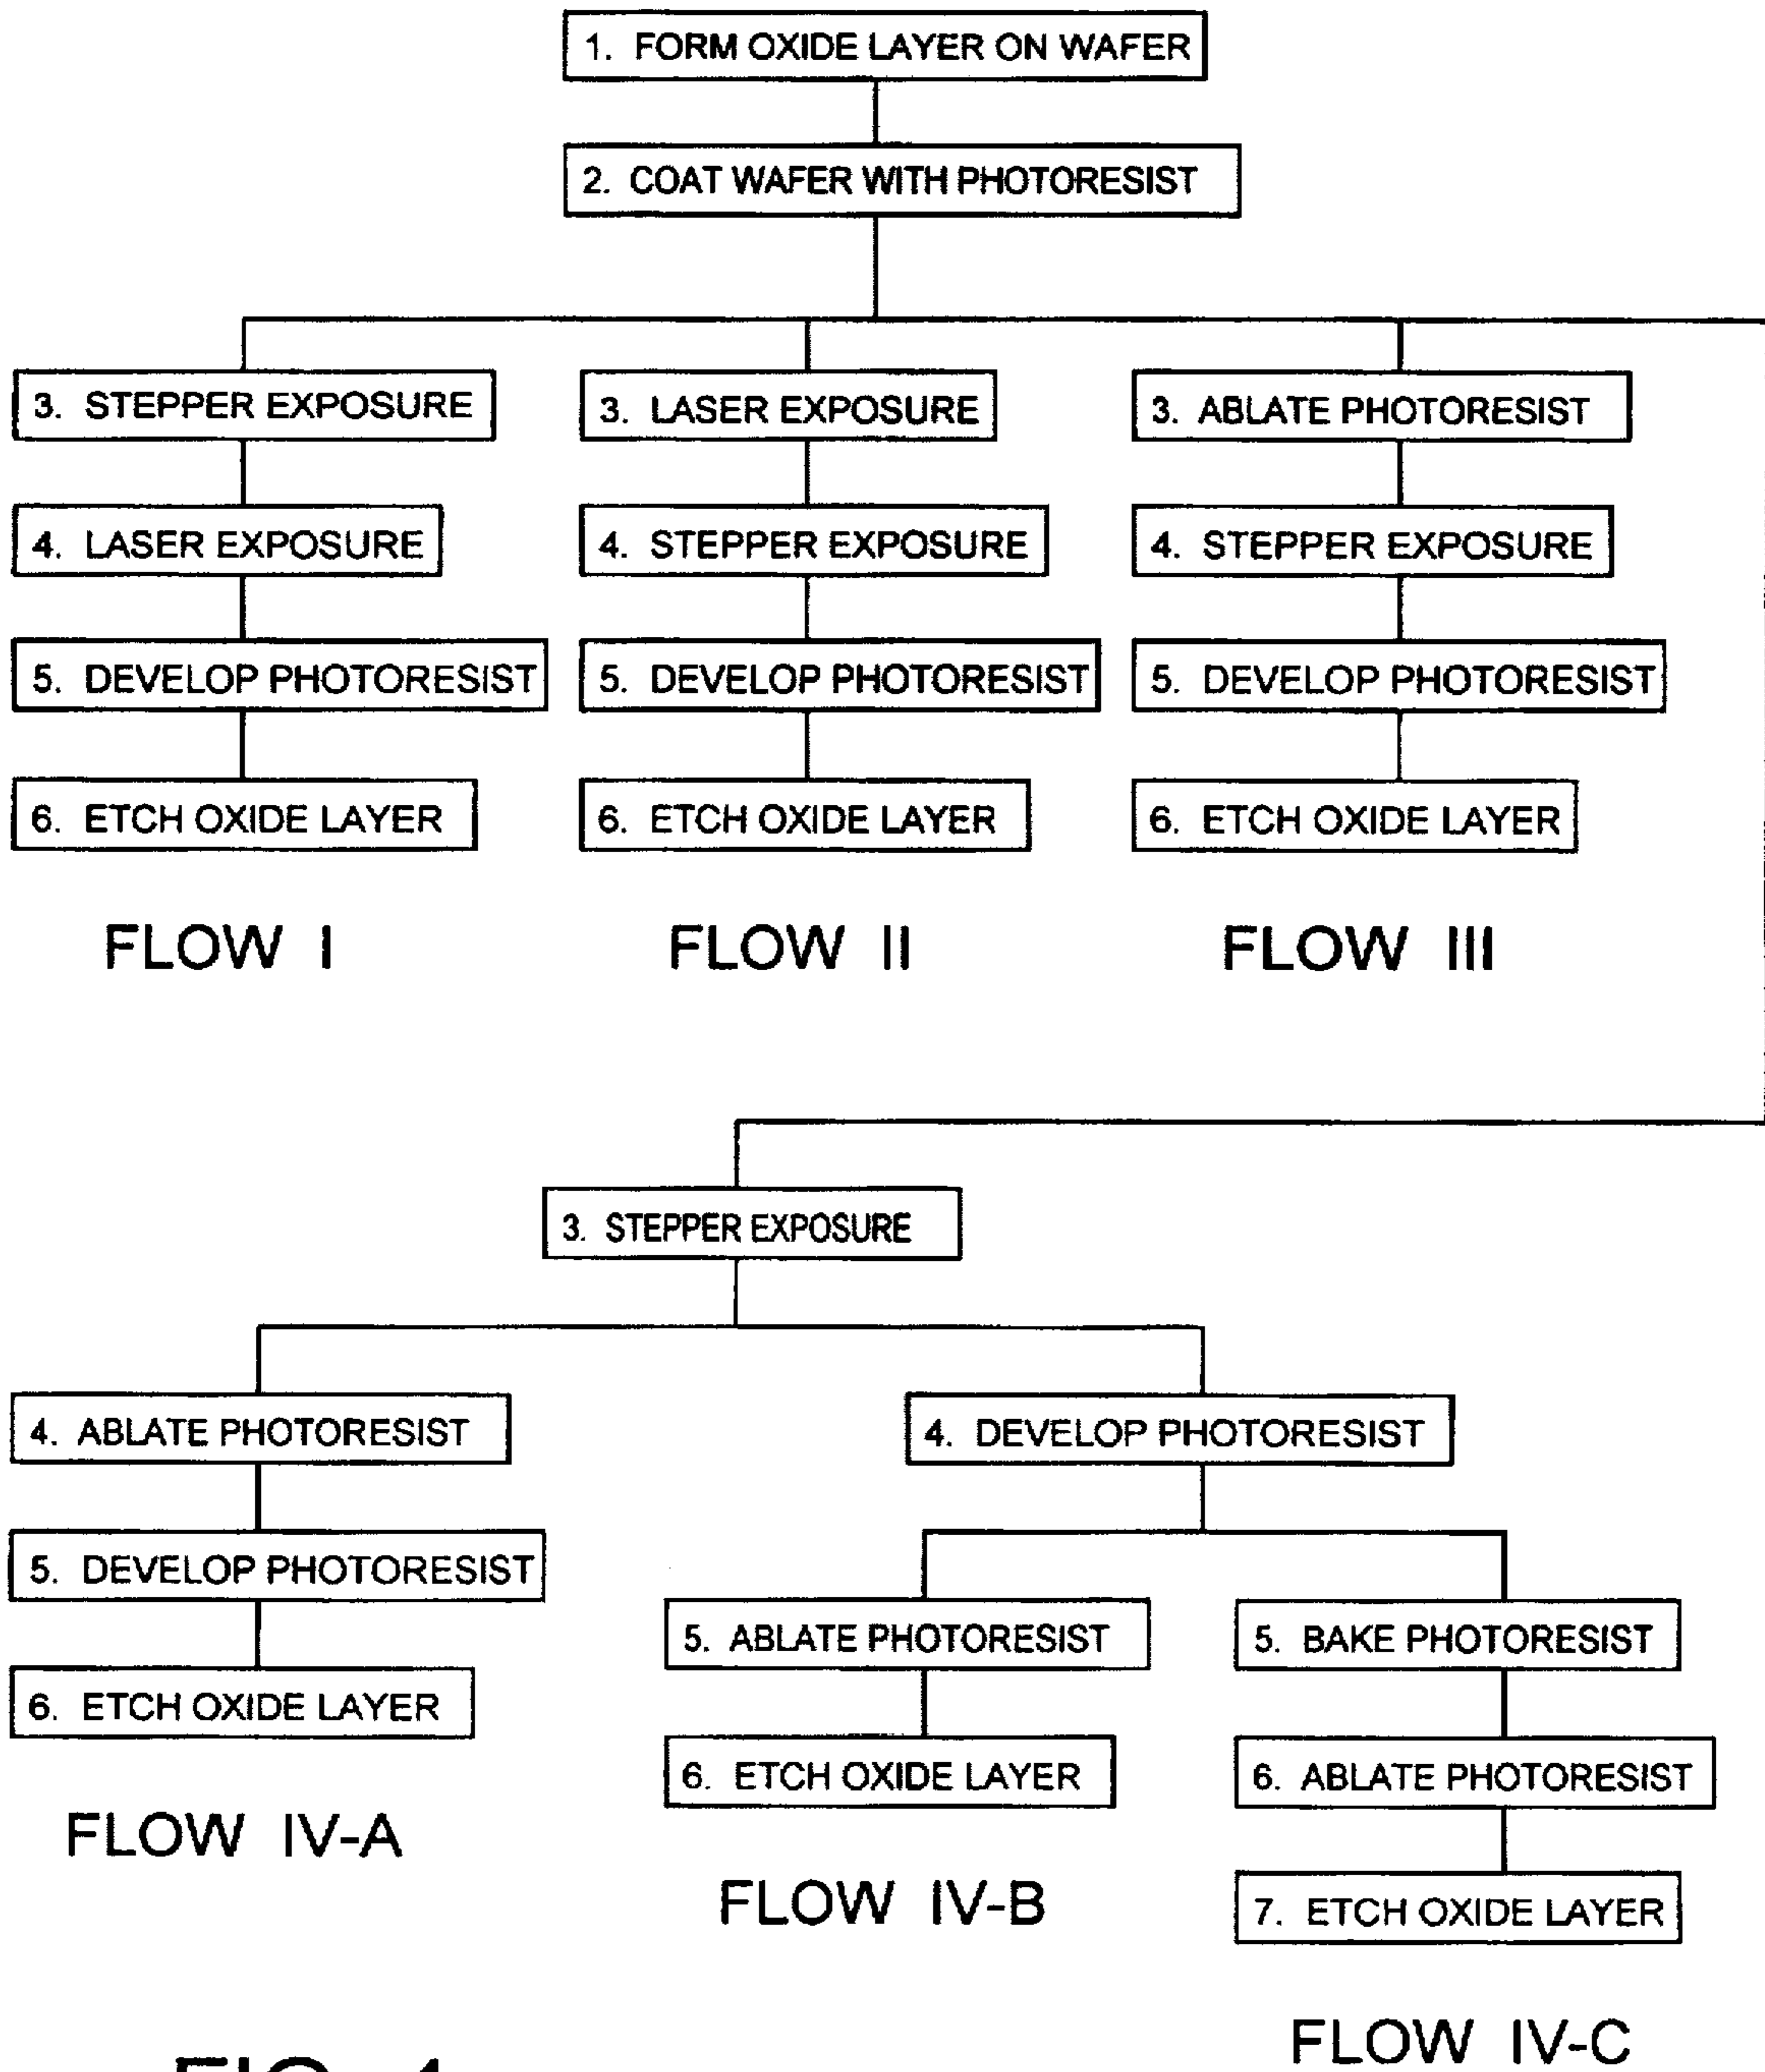 1. FORM OXIDE LAYER ON WAFER
2. COAT WAFER WITH PHOTORESIST
3. STEPPER EXPOSURE
4. LASER EXPOSURE
5. DEVELOP PHOTORESIST
6. ETCH OXIDE LAYER
FLOW I
3. LASER EXPOSURE
4. STEPPER EXPOSURE
5. DEVELOP PHOTORESIST
6. ETCH OXIDE LAYER
FLOW II
3. ABLATE PHOTORESIST
4. STEPPER EXPOSURE
5. DEVELOP PHOTORESIST
6. ETCH OXIDE LAYER
FLOW III
3. STEPPER EXPOSURE
4. ABLATE PHOTORESIST
5. DEVELOP PHOTORESIST
6. ETCH OXIDE LAYER
FLOW IV-A
4. DEVELOP PHOTORESIST
5. ABLATE PHOTORESIST
6. ETCH OXIDE LAYER
FLOW IV-B
5. BAKE PHOTORESIST
6. ABLATE PHOTORESIST
7. ETCH OXIDE LAYER
FLOW IV-C